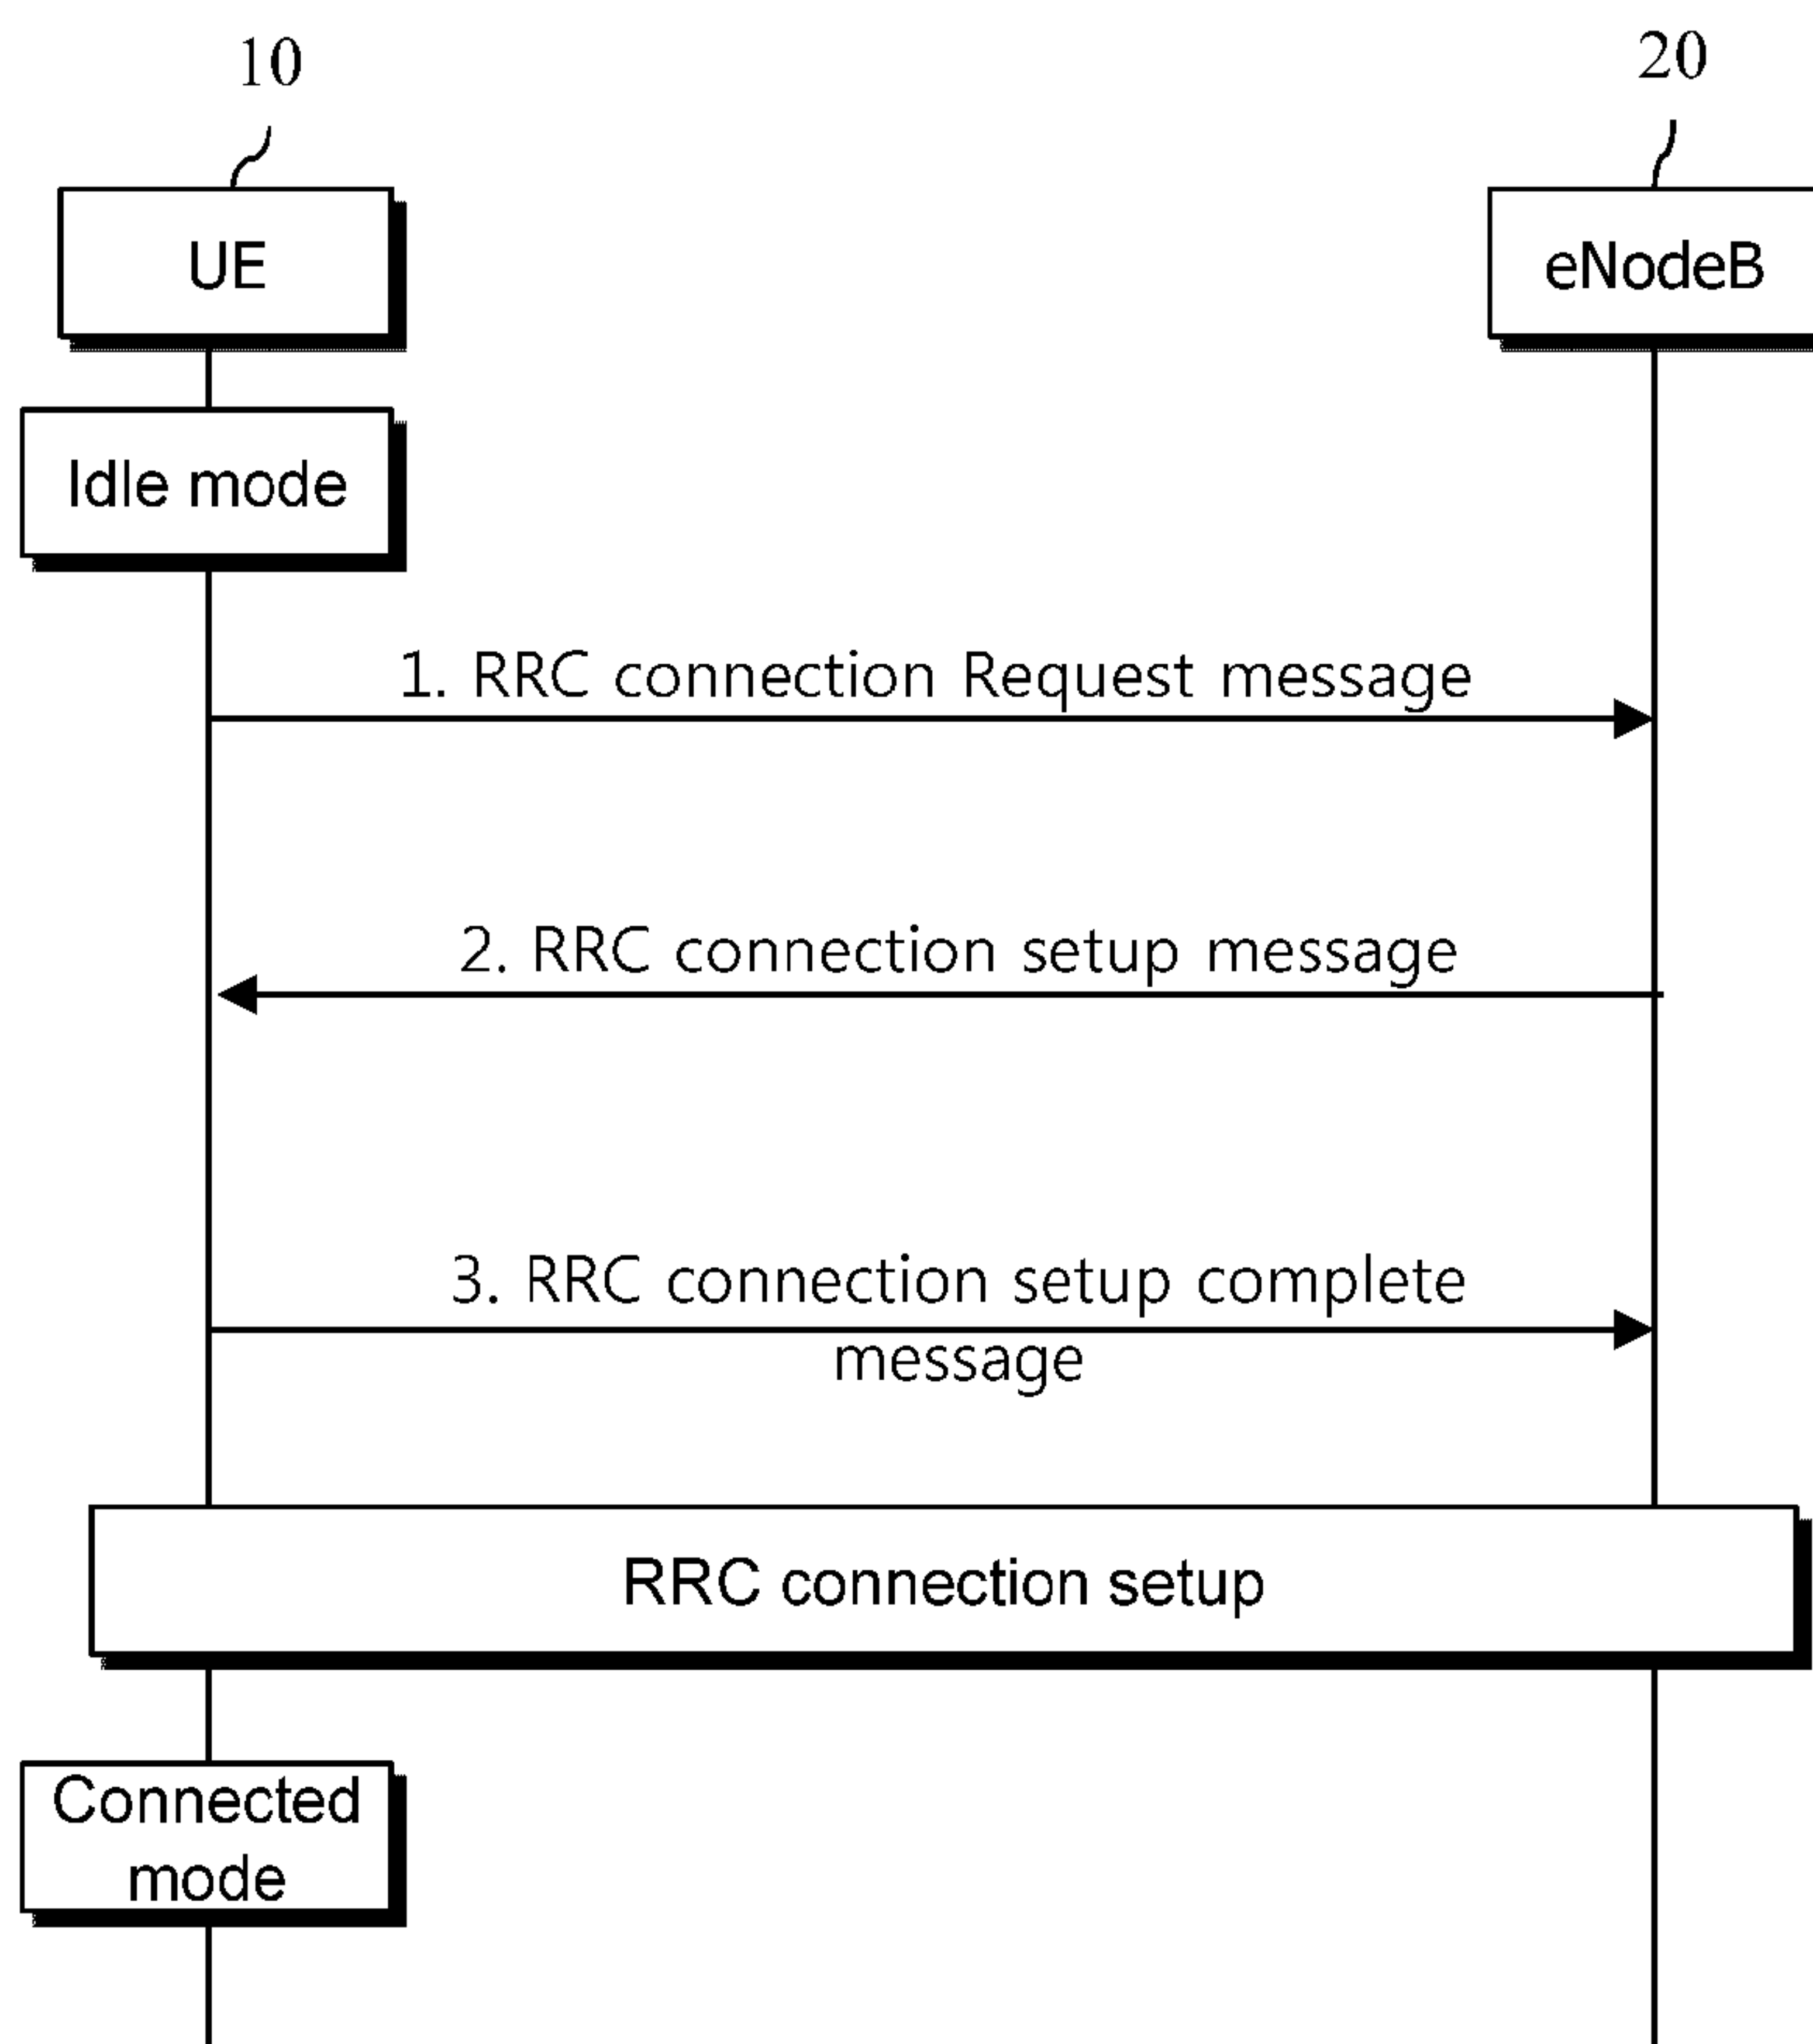 10
20
UE
eNodeB
Idle mode
1. RRC connection Request message
2. RRC connection setup message
3. RRC connection setup complete
message
RRC connection setup
Connected
mode